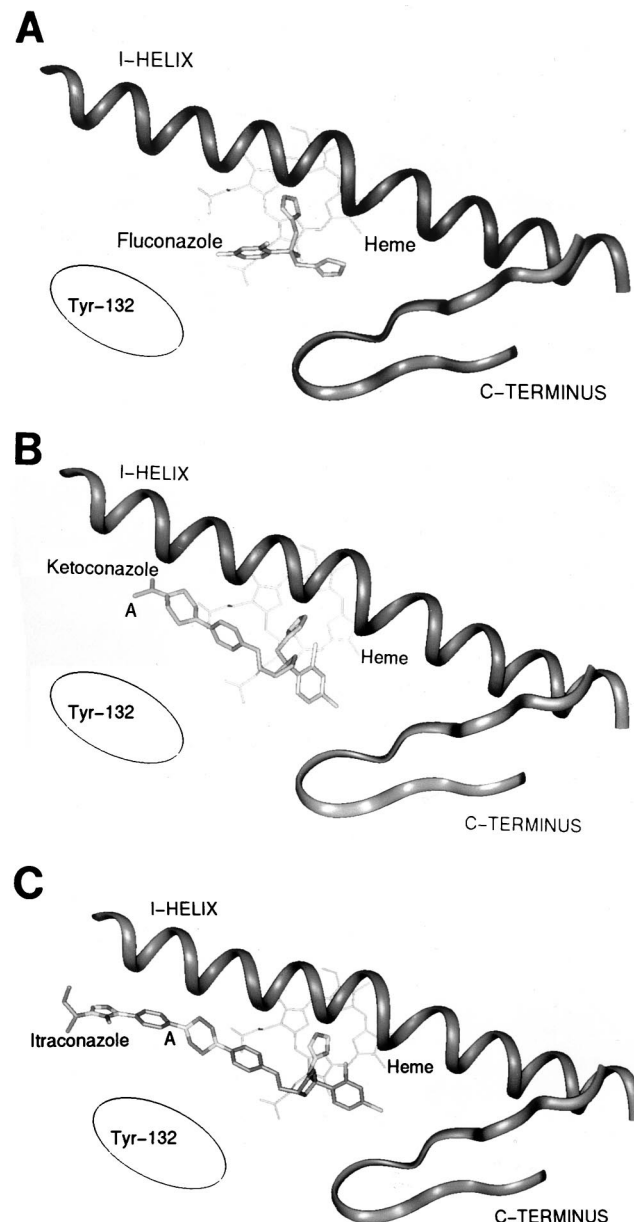 A
I-HELIX
Fluconazole
Heme
Tyr-132
C-TERMINUS
B
I-HELIX
Ketoconazole
A
Heme
Tyr-132
C-TERMINUS
C
I-HELIX
Itraconazole
A
Heme
Tyr-132
C-TERMINUS